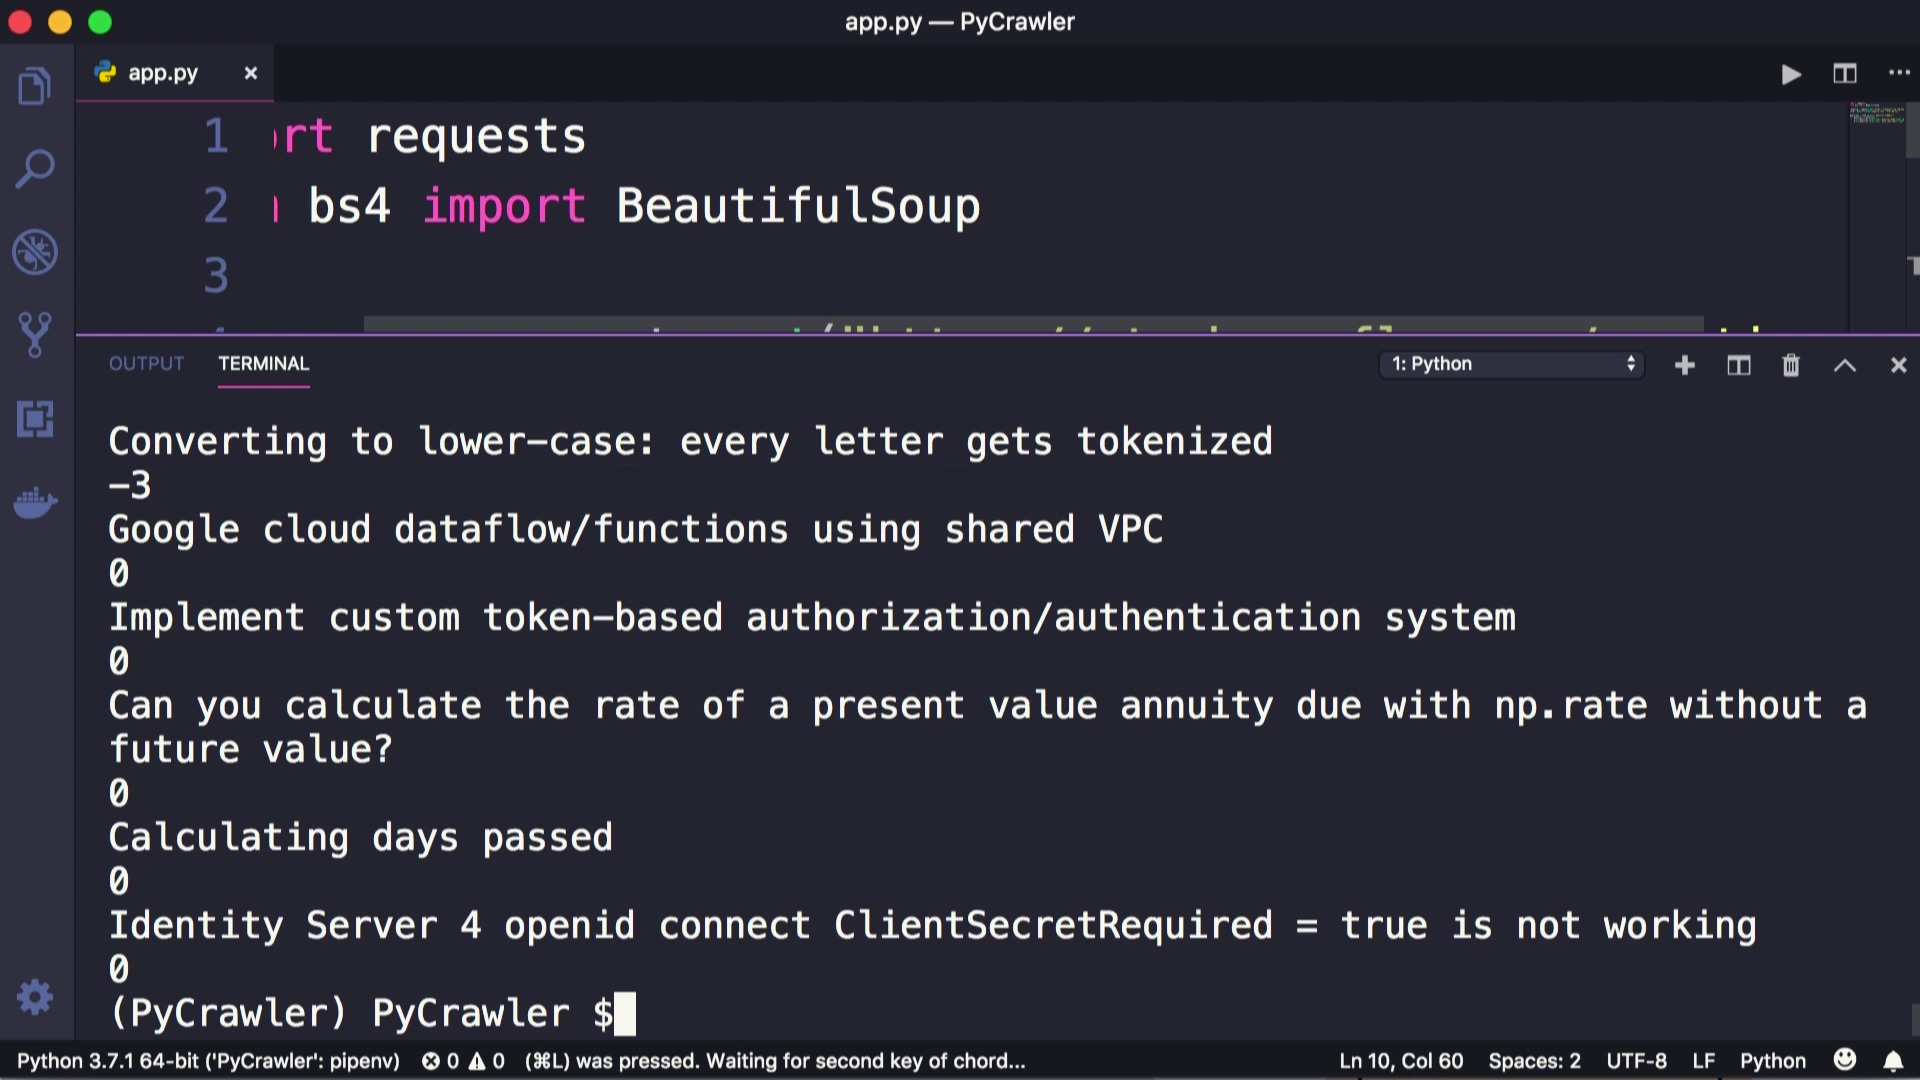 app.py — PyCrawler
app.py
1 ort requests
2 bs4 import BeautifulSoup
3
OUTPUT TERMINAL
1: Python
Converting to lower-case: every letter gets tokenized
-3
Google cloud dataflow/functions using shared VPC
0
Implement custom token-based authorization/authentication system
0
Can you calculate the rate of a present value annuity due with np.rate without a
future value?
0
Calculating days passed
0
Identity Server 4 openid connect ClientSecretRequired = true is not working
0
(PyCrawler) PyCrawler $
Python 3.7.1 64-bit ('PyCrawler': pipenv) 0 0 (⌘L) was pressed. Waiting for second key of chord... Ln 10, Col 60 Spaces: 2 UTF-8 LF Python